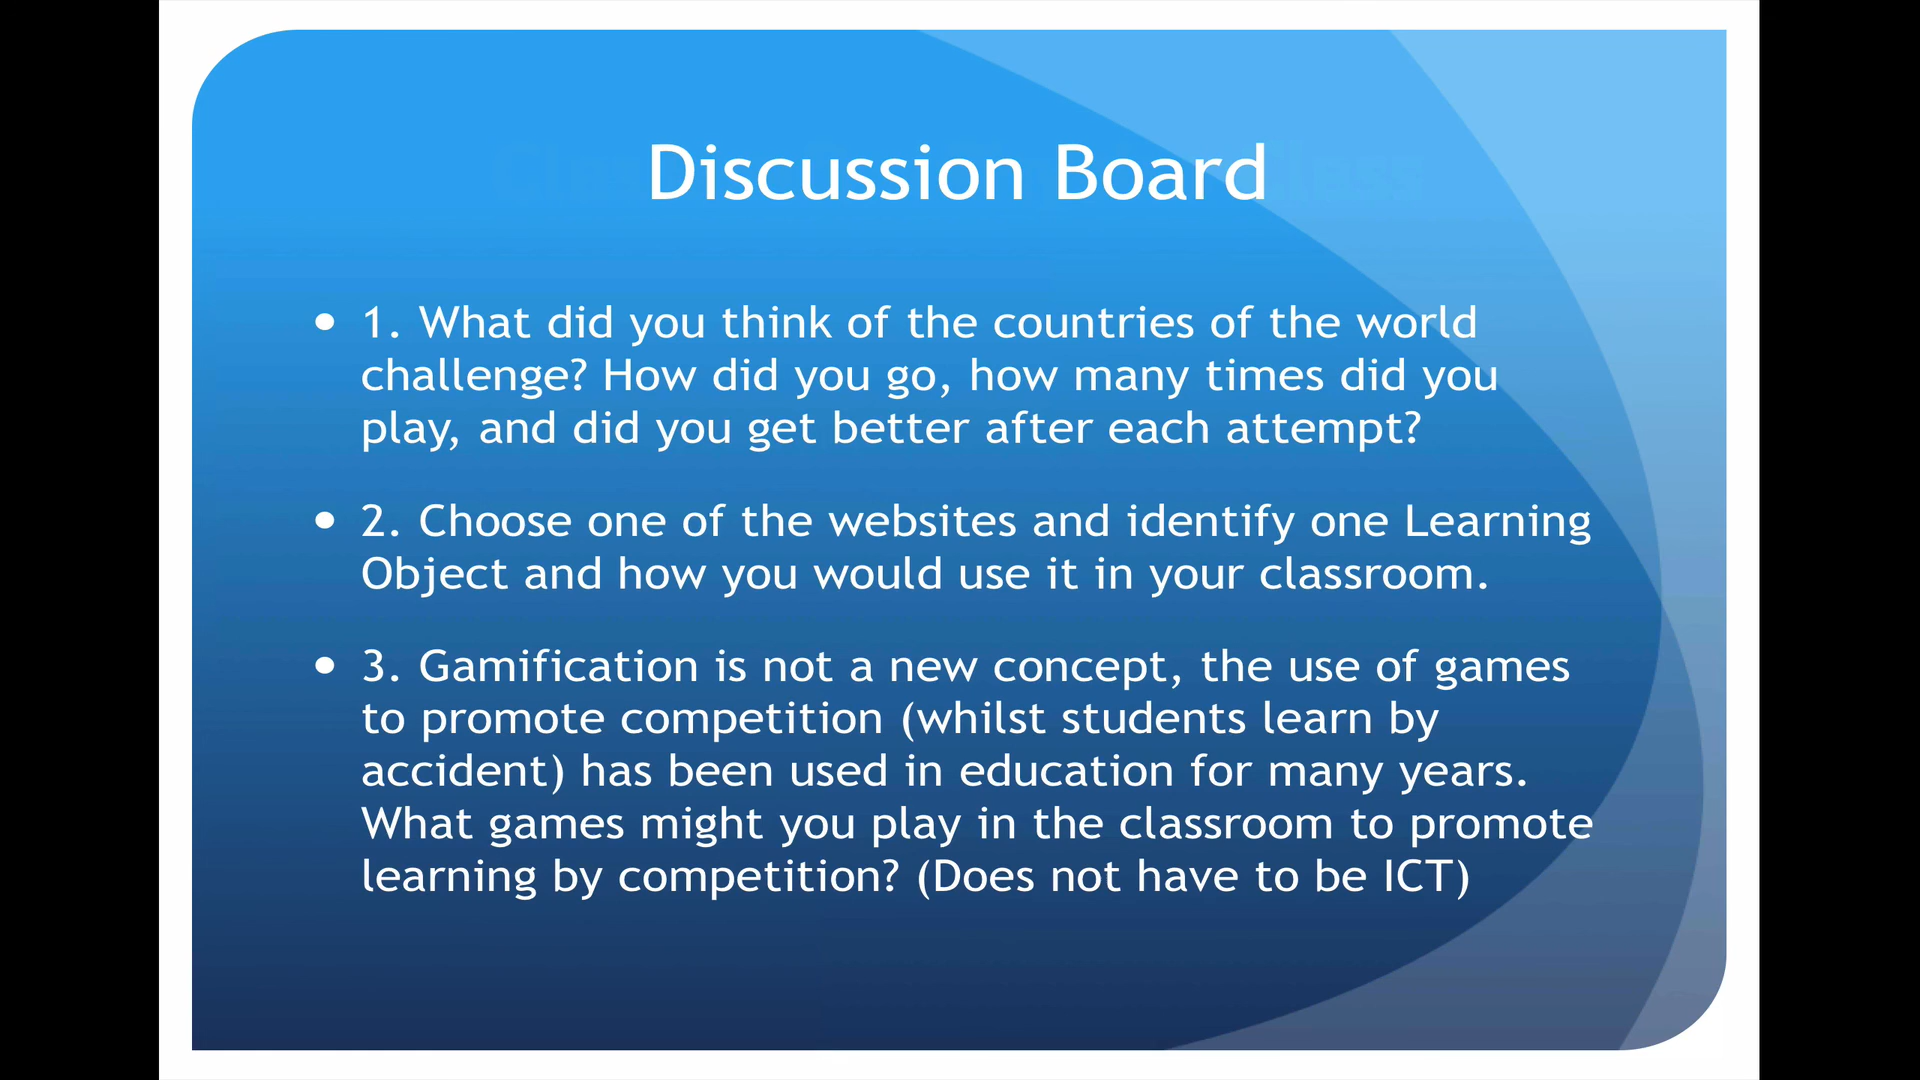 Discussion Board
• 1. What did you think of the countries of the world
challenge? How did you go, how many times did you
play, and did you get better after each attempt?
• 2. Choose one of the websites and identify one Learning
Object and how you would use it in your classroom.
• 3. Gamification is not a new concept, the use of games
to promote competition (whilst students learn by
accident) has been used in education for many years.
What games might you play in the classroom to promote
learning by competition? (Does not have to be ICT)